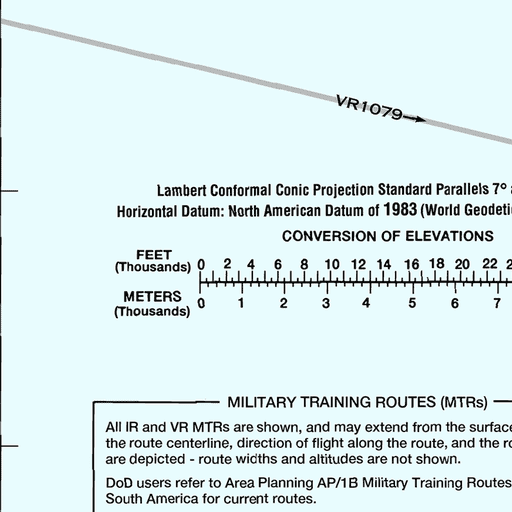 VR1079
Lambert Conformal Conic Projection Standard Parallels 7°
Horizontal Datum: North American Datum of 1983 (World Geodeti
CONVERSION OF ELEVATIONS
FEET
(Thousands) 0 2 4 6 8 10 12 14 16 18 20 22
METERS
(Thousands) 0 1 2 3 4 5 6 7
MILITARY TRAINING ROUTES (MTRs)
All IR and VR MTRs are shown, and may extend from the surface
the route centerline, direction of flight along the route, and the ro
are depicted - route widths and altitudes are not shown.
DoD users refer to Area Planning AP/1B Military Training Routes
South America for current routes.